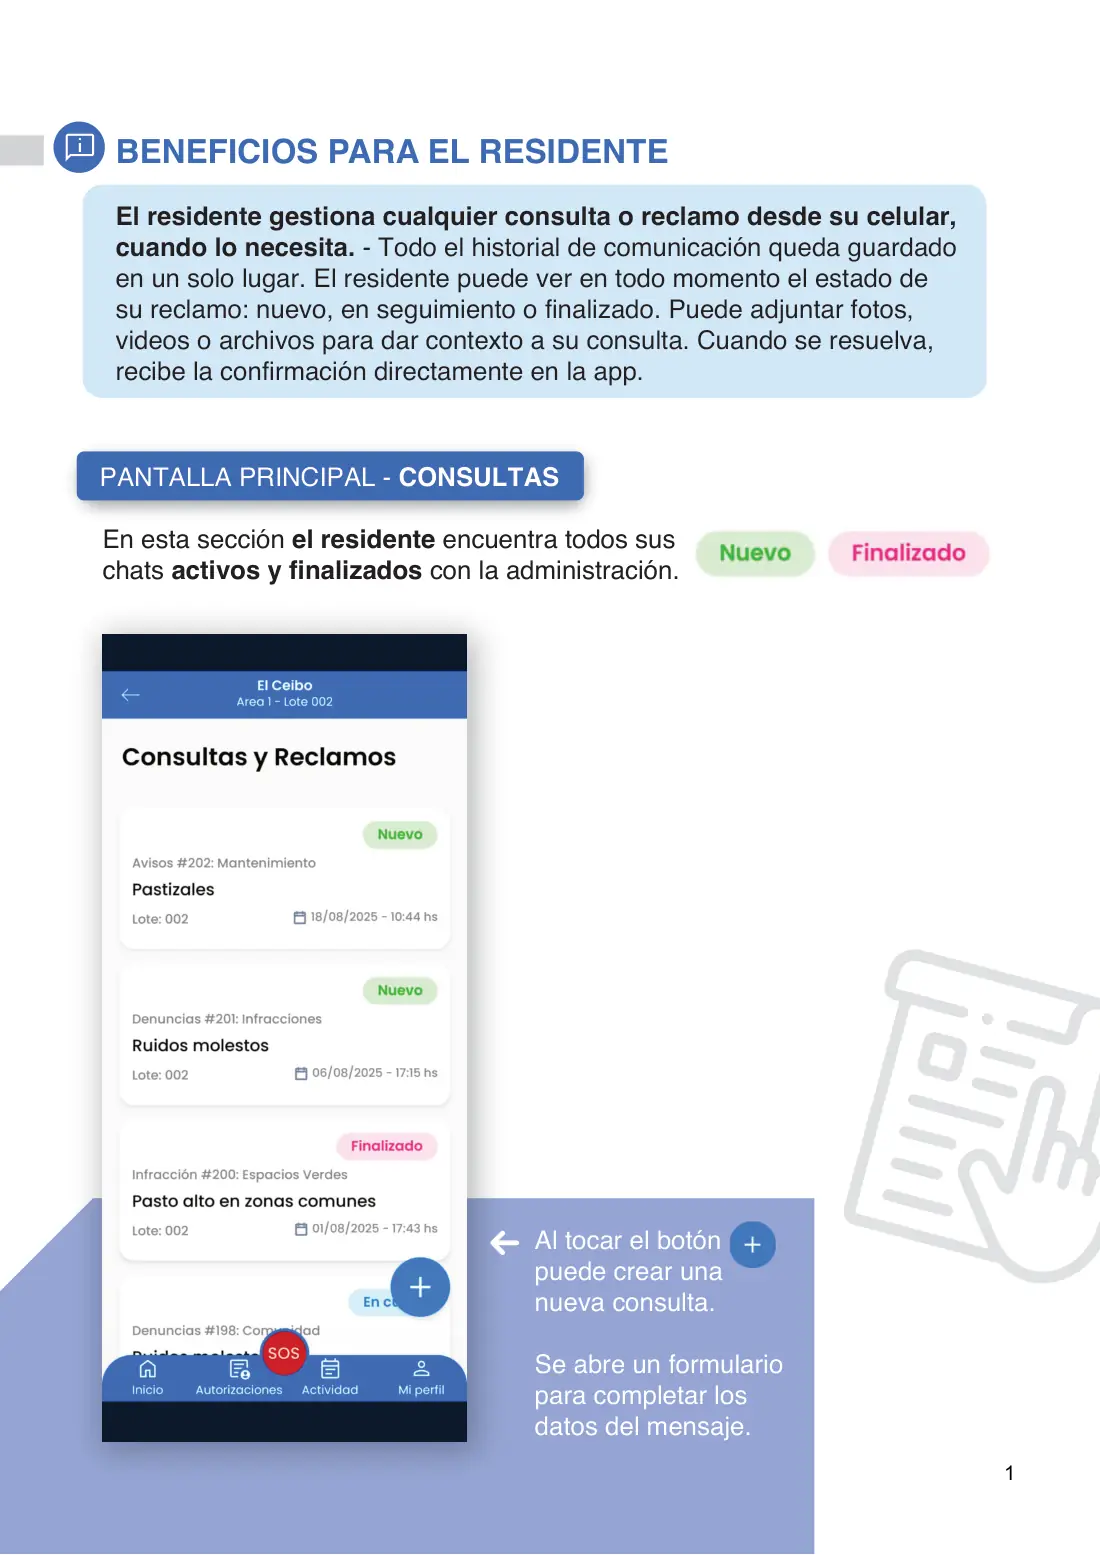 BENEFICIOS PARA EL RESIDENTE
El residente gestiona cualquier consulta o reclamo desde su celular,
cuando lo necesita. - Todo el historial de comunicación queda guardado
en un solo lugar. El residente puede ver en todo momento el estado de
su reclamo: nuevo, en seguimiento o finalizado. Puede adjuntar fotos,
videos o archivos para dar contexto a su consulta. Cuando se resuelva,
recibe la confirmación directamente en la app.
PANTALLA PRINCIPAL - CONSULTAS
En esta sección el residente encuentra todos sus
chats activos y finalizados con la administración.
Nuevo Finalizado
El Ceibo
Area 1 - Lote 002
Consultas y Reclamos
Nuevo
Avisos #202: Mantenimiento
Pastizales
Lote: 002 18/08/2025 - 10:44 hs
Nuevo
Denuncias #201: Infracciones
Ruidos molestos
Lote: 002 06/08/2025 - 17:15 hs
Finalizado
Infracción #200: Espacios Verdes
Pasto alto en zonas comunes
Lote: 002 01/08/2025 - 17:43 hs
+
En
Denuncias #198:
SOS
Inicio Autorizaciones Actividad Mi perfil
Al tocar el botón +
puede crear una
nueva consulta.
Se abre un formulario
para completar los
datos del mensaje.
1